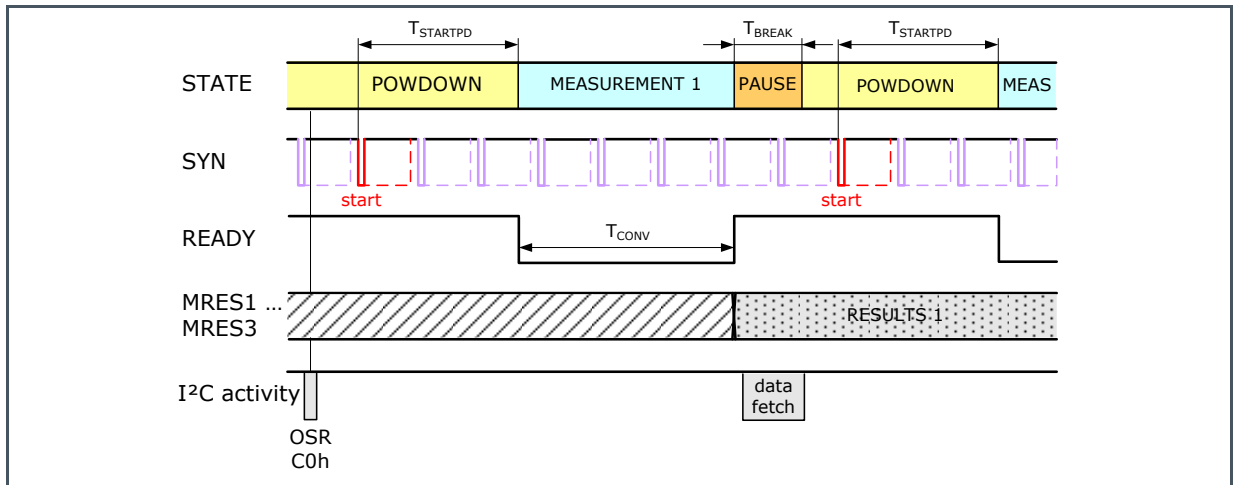 TSTARTPD TBREAK TSTARTPD
STATE POWDOWN MEASUREMENT 1 PAUSE POWDOWN MEAS
SYN
start start
READY TCONV
MRES1 ...
MRES3 RESULTS 1
I²C activity data
fetch
OSR
C0h